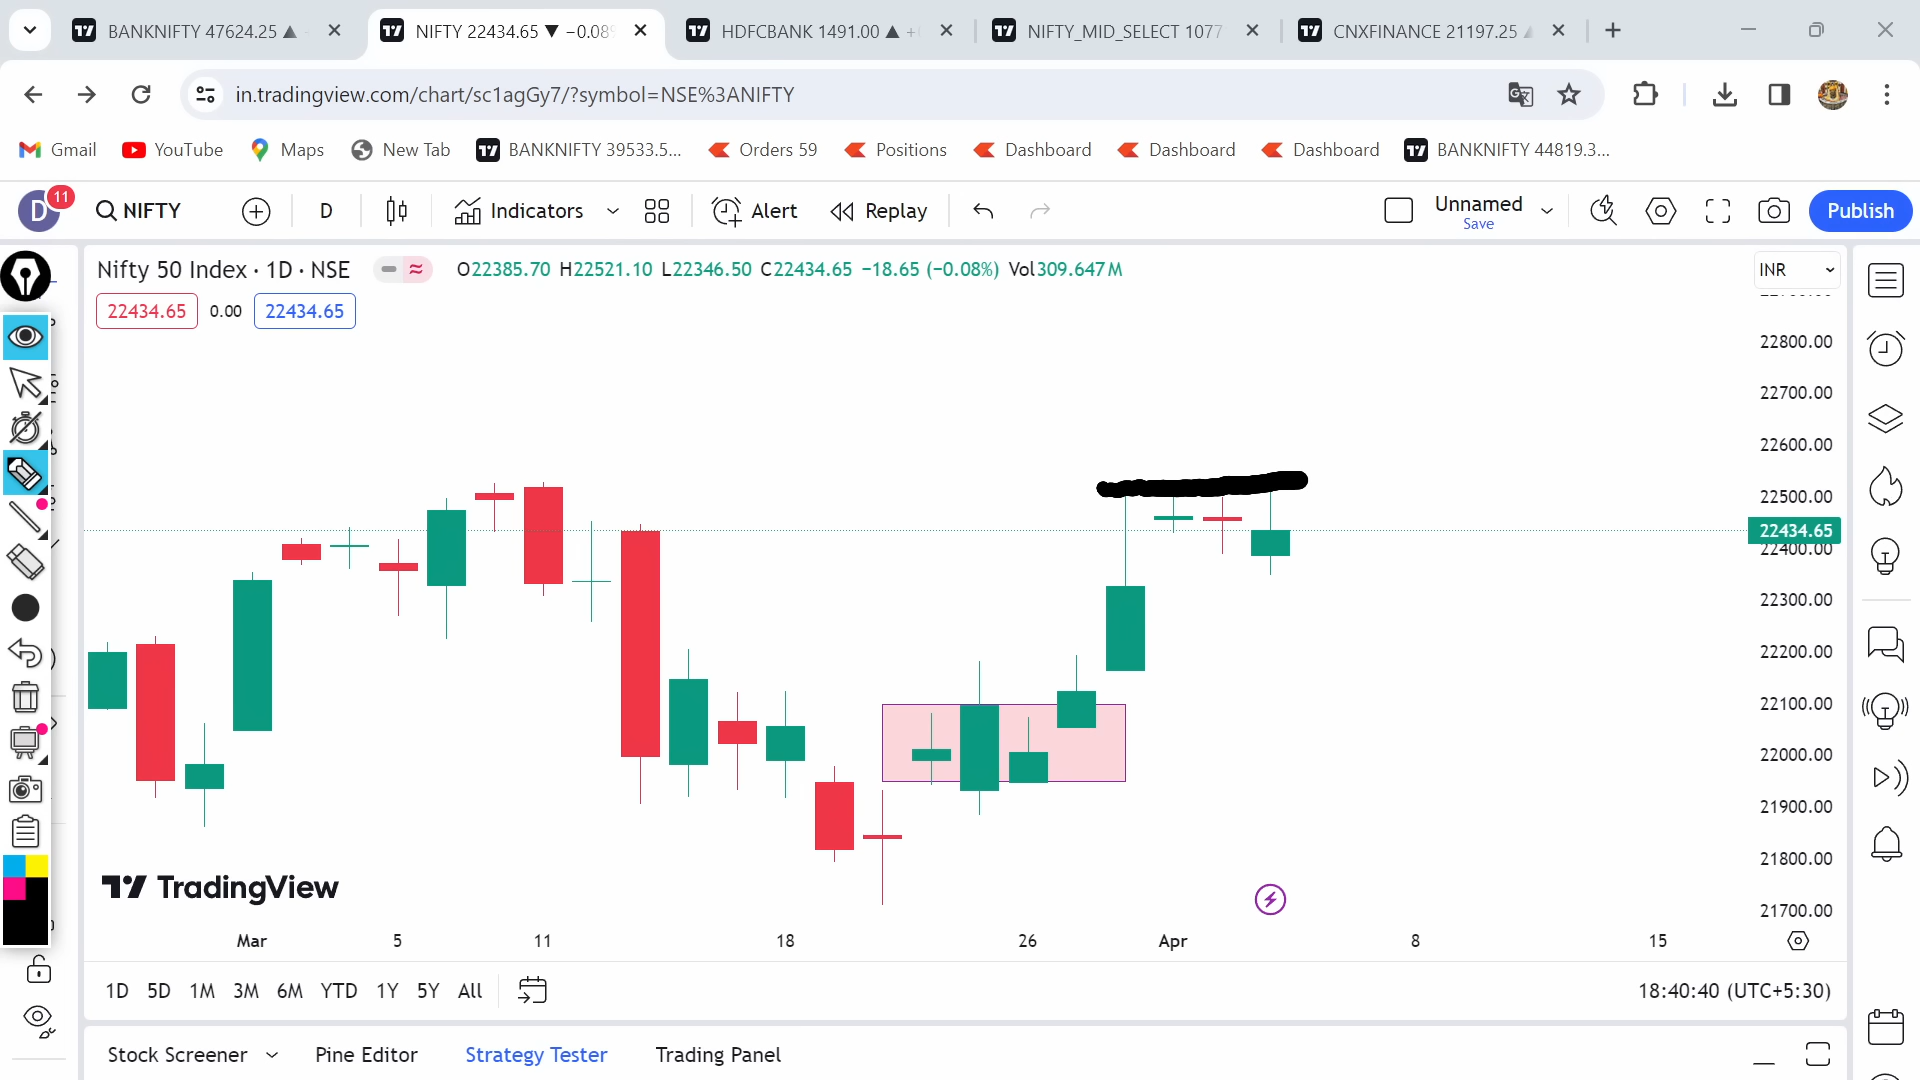 BANKNIFTY 47624.25 ▲
NIFTY 22434.65 ▼ −0.08
HDFCBANK 1491.00 ▲ +
NIFTY_MID_SELECT 1077
CNXFINANCE 21197.25
in.tradingview.com/chart/sc1agGy7/?symbol=NSE%3ANIFTY
Gmail
YouTube
Maps
New Tab
BANKNIFTY 39533.5...
Orders 59
Positions
Dashboard
Dashboard
Dashboard
BANKNIFTY 44819.3...
D
11
NIFTY
D
Indicators
Alert
Replay
Unnamed
Save
Publish
Nifty 50 Index · 1D · NSE
O22385.70 H22521.10 L22346.50 C22434.65 −18.65 (−0.08%) Vol309.647M
INR
22434.65
0.00
22434.65
22800.00
22700.00
22600.00
22500.00
22434.65
22400.00
22300.00
22200.00
22100.00
22000.00
21900.00
21800.00
21700.00
TradingView
Mar
5
11
18
26
Apr
8
15
1D
5D
1M
3M
6M
YTD
1Y
5Y
All
18:40:40 (UTC+5:30)
Stock Screener
Pine Editor
Strategy Tester
Trading Panel